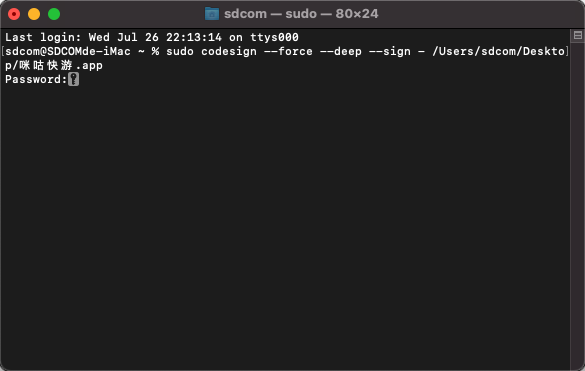 sdcom — sudo — 80×24
Last login: Wed Jul 26 22:13:14 on ttys000
[sdcom@SDCOMde-iMac ~ % sudo codesign --force --deep --sign - /Users/sdcom/Deskto]
p/咪咕快游.app
Password: